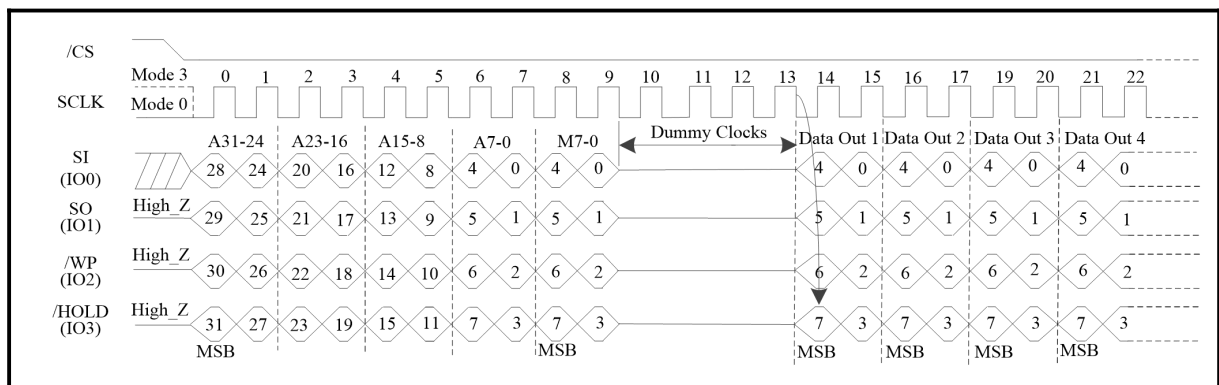 /CS
Mode 3 0 1 2 3 4 5 6 7 8 9 10 11 12 13 14 15 16 17 19 20 21 22
SCLK Mode 0
A31-24 A23-16 A15-8 A7-0 M7-0 Dummy Clocks Data Out 1 Data Out 2 Data Out 3 Data Out 4
SI
(IO0)
28 24 20 16 12 8 4 0 4 0 4 0 4 0 4 0 4 0
SO
(IO1)
High_Z 29 25 21 17 13 9 5 1 5 1 5 1 5 1 5 1 5 1
/WP
(IO2)
High_Z 30 26 22 18 14 10 6 2 6 2 6 2 6 2 6 2 6 2
/HOLD
(IO3)
High_Z 31 27 23 19 15 11 7 3 7 3 7 3 7 3 7 3 7 3
MSB MSB MSB MSB MSB MSB